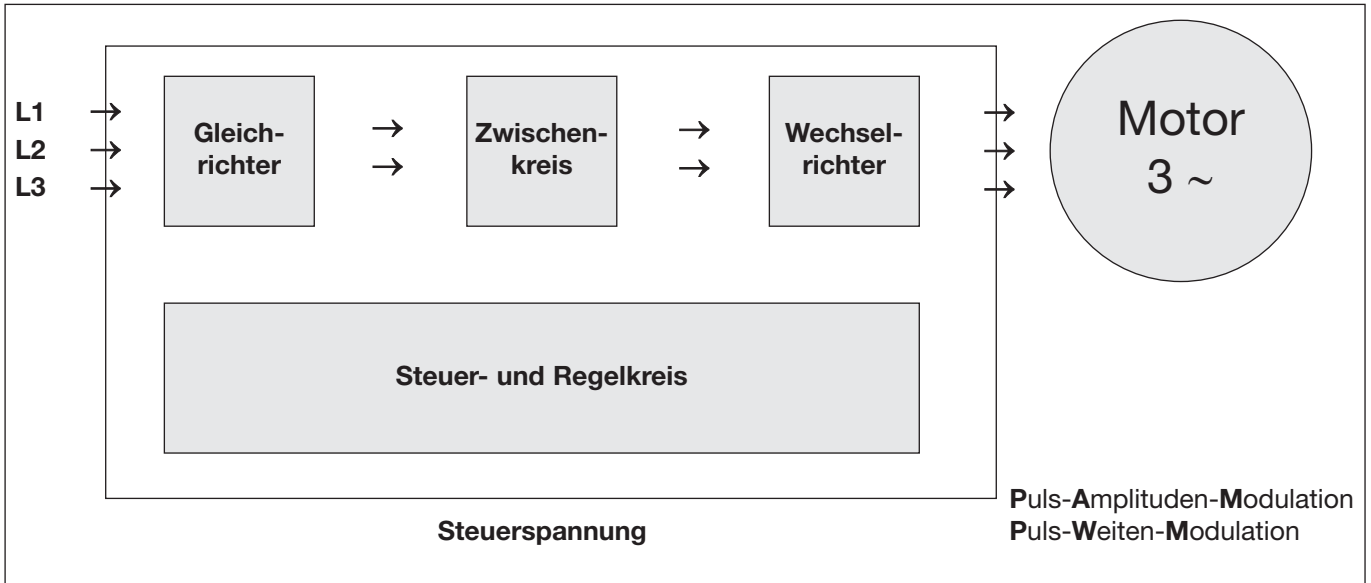 L1
L2
L3
Gleich-
richter
Zwischen-
kreis
Wechsel-
richter
Motor
3 ~
Steuer- und Regelkreis
Steuerspannung
Puls-Amplituden-Modulation
Puls-Weiten-Modulation